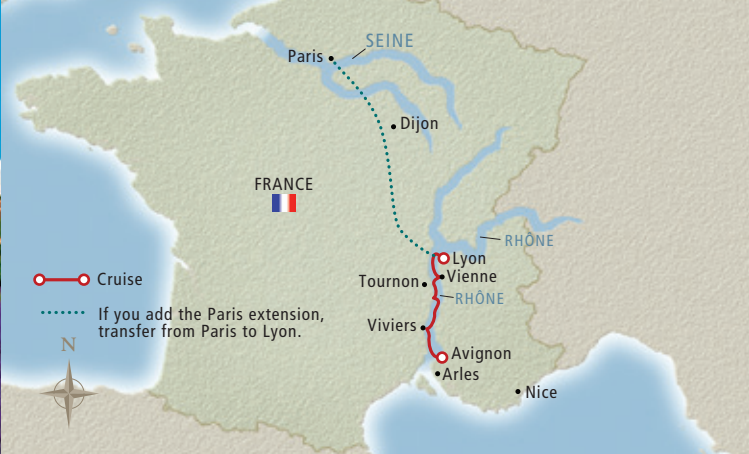 SEINE
Paris
Dijon
FRANCE
RHÔNE
Lyon
Vienne
Cruise
Tournon
RHÔNE
If you add the Paris extension,
transfer from Paris to Lyon.
Viviers
N
Avignon
Arles
Nice